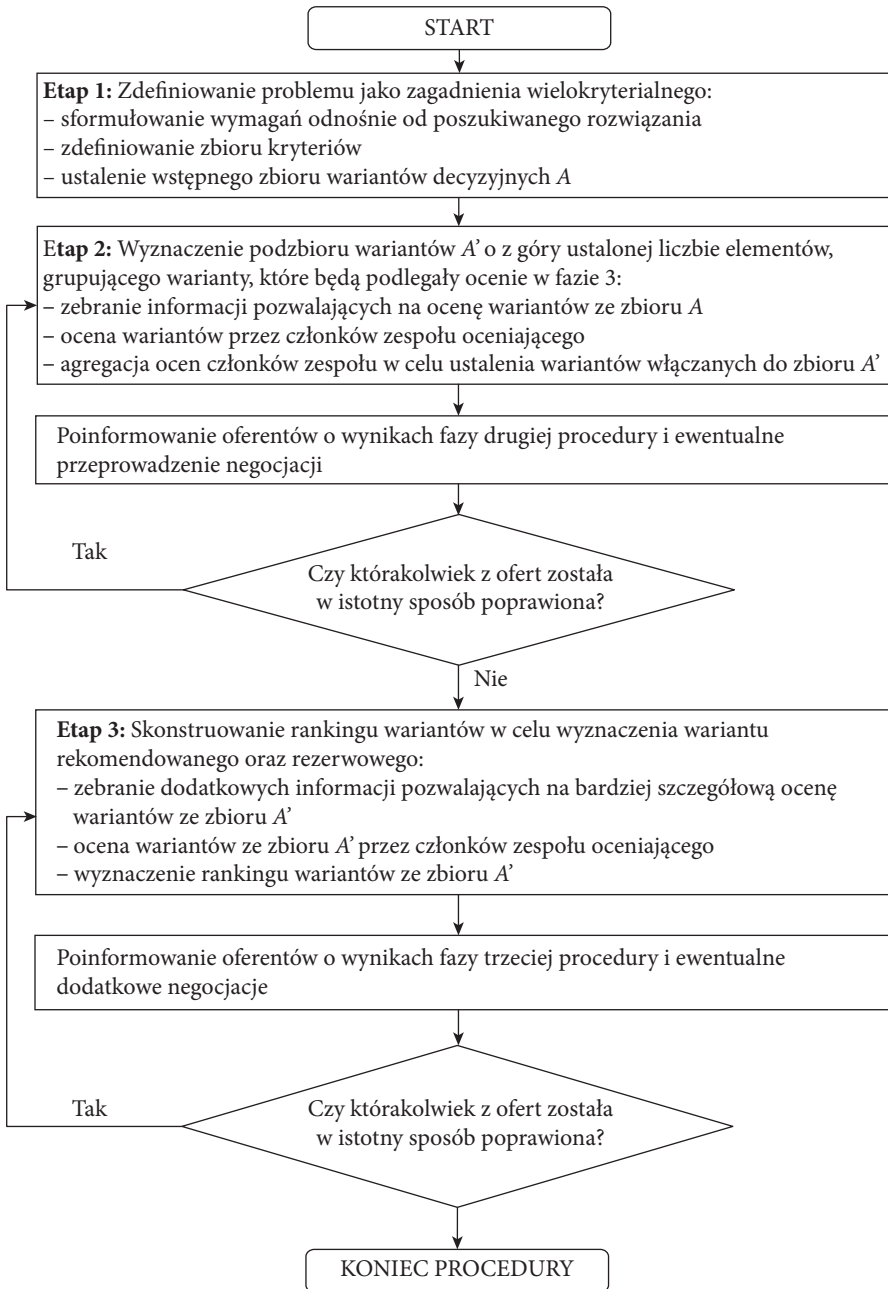 START
Etap 1: Zdefiniowanie problemu jako zagadnienia wielokryterialnego:
– sformułowanie wymagań odnośnie od poszukiwanego rozwiązania
– zdefiniowanie zbioru kryteriów
– ustalenie wstępnego zbioru wariantów decyzyjnych A
Etap 2: Wyznaczenie podzbioru wariantów A’ o z góry ustalonej liczbie elementów,
grupującego warianty, które będą podlegały ocenie w fazie 3:
– zebranie informacji pozwalających na ocenę wariantów ze zbioru A
– ocena wariantów przez członków zespołu oceniającego
– agregacja ocen członków zespołu w celu ustalenia wariantów włączanych do zbioru A’
Poinformowanie oferentów o wynikach fazy drugiej procedury i ewentualne
przeprowadzenie negocjacji
Tak
Czy którakolwiek z ofert została
w istotny sposób poprawiona?
Nie
Etap 3: Skonstruowanie rankingu wariantów w celu wyznaczenia wariantu
rekomendowanego oraz rezerwowego:
– zebranie dodatkowych informacji pozwalających na bardziej szczegółową ocenę
wariantów ze zbioru A’
– ocena wariantów ze zbioru A’ przez członków zespołu oceniającego
– wyznaczenie rankingu wariantów ze zbioru A’
Poinformowanie oferentów o wynikach fazy trzeciej procedury i ewentualne
dodatkowe negocjacje
Tak
Czy którakolwiek z ofert została
w istotny sposób poprawiona?
KONIEC PROCEDURY